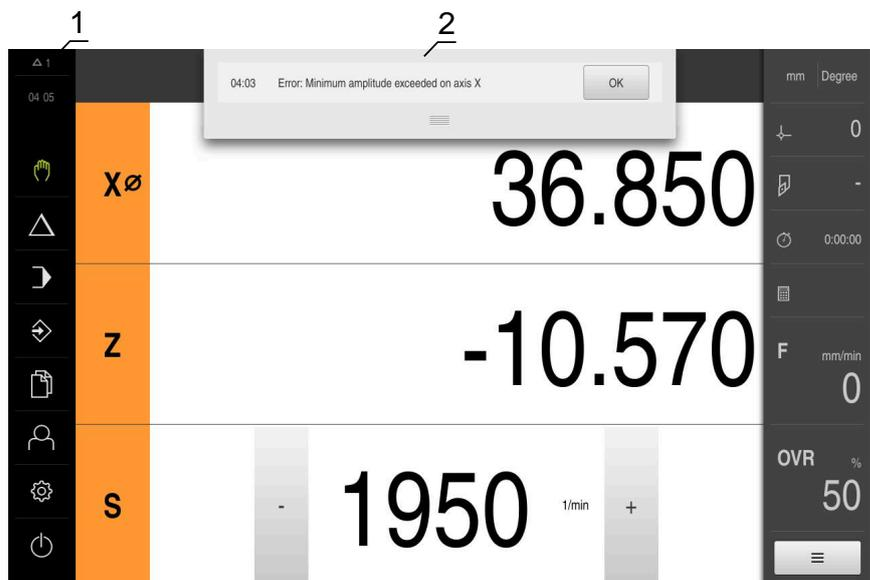 1
2
△ 1
04 05
04:03 Error: Minimum amplitude exceeded on axis X OK
mm Degree
0
-
0:00:00
X⌀ 36.850
Z -10.570
F mm/min
0
S - 1950 1/min +
OVR %
50